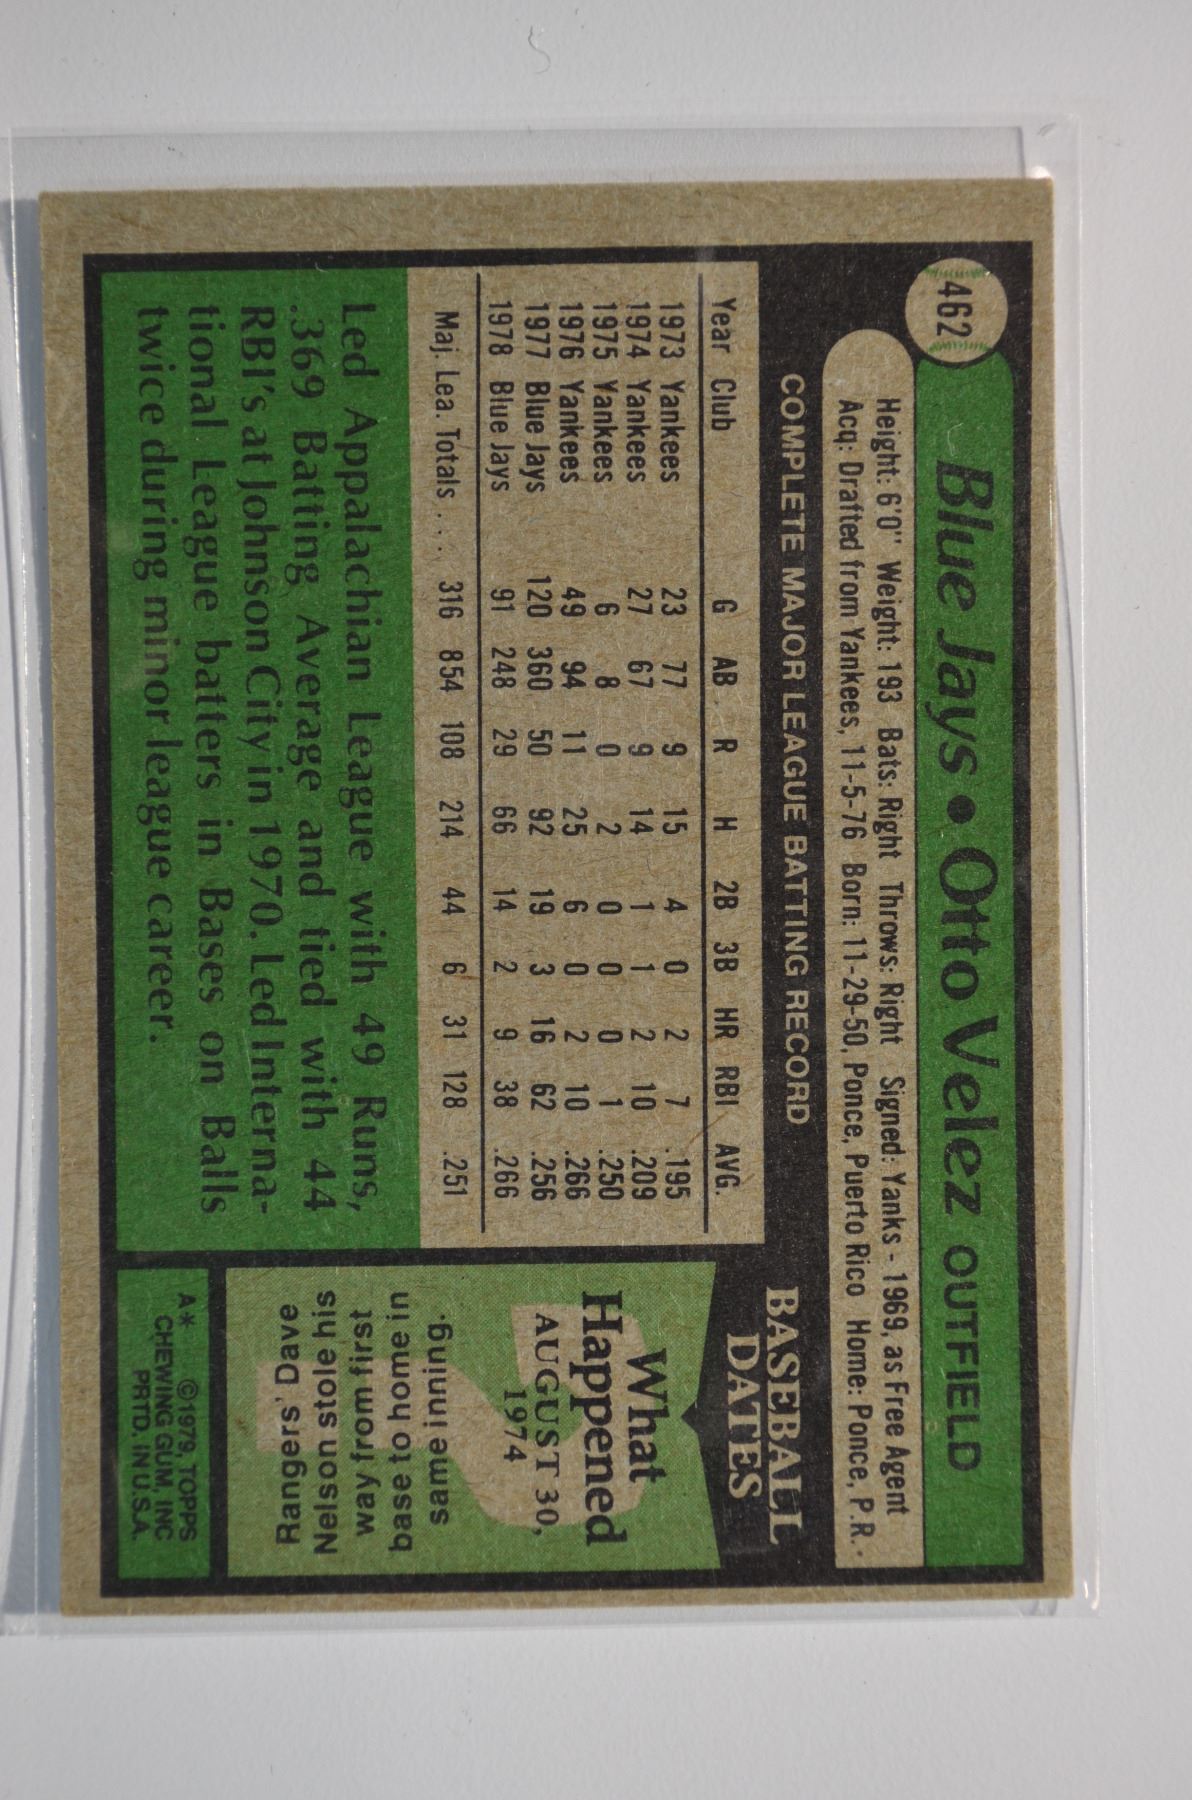 462
Blue Jays • Otto Velez OUTFIELD
Height: 6'0" Weight: 193 Bats: Right Throws: Right Signed: Yanks - 1969, as Free Agent
Acq: Drafted from Yankees, 11-5-76 Born: 11-29-50, Ponce, Puerto Rico Home: Ponce, P.R.
COMPLETE MAJOR LEAGUE BATTING RECORD
Year Club G AB R H 2B 3B HR RBI AVG.
1973 Yankees 23 77 9 15 4 0 2 7 .195
1974 Yankees 27 67 9 14 1 1 2 10 .209
1975 Yankees 6 8 0 2 0 0 0 1 .250
1976 Yankees 49 94 11 25 6 0 2 10 .266
1977 Blue Jays 120 360 50 92 19 3 16 62 .256
1978 Blue Jays 91 248 29 66 14 2 9 38 .266
Maj. Lea. Totals . . . 316 854 108 214 44 6 31 128 .251
Led Appalachian League with 49 Runs,
.369 Batting Average and tied with 44
RBI's at Johnson City in 1970. Led Interna-
tional League batters in Bases on Balls
twice during minor league career.
BASEBALL
DATES
What
Happened
AUGUST 30,
1974
Rangers' Dave
Nelson stole his
way from first
base to home in
same inning.
A* ©1979, TOPPS
CHEWING GUM, INC
PRTD. IN U.S.A.